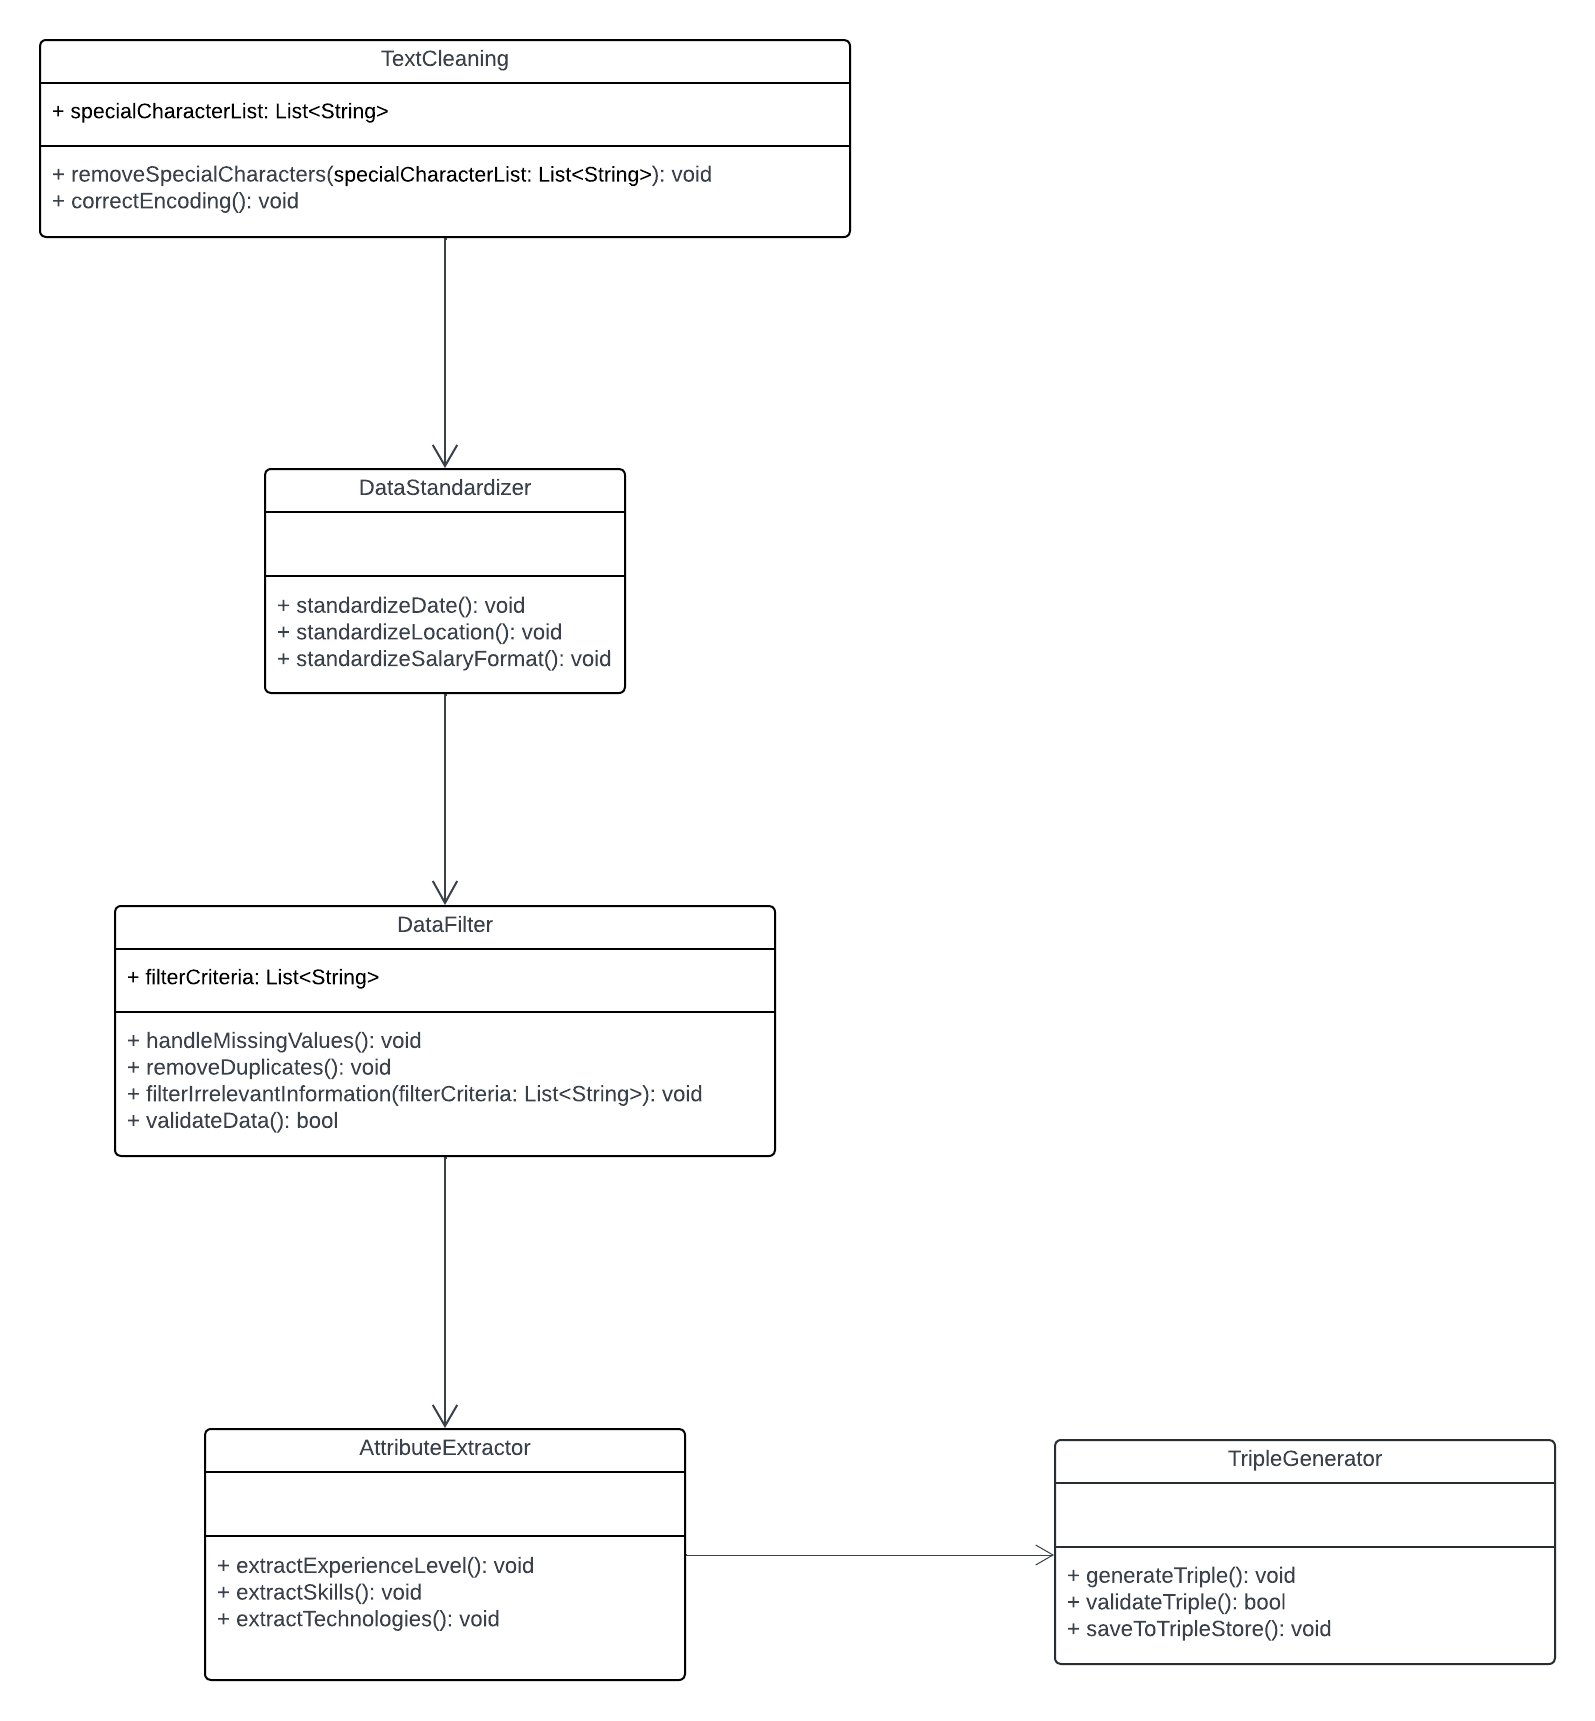 TextCleaning
+ specialCharacterList: List<String>
+ removeSpecialCharacters(specialCharacterList: List<String>): void
+ correctEncoding(): void
DataStandardizer
+ standardizeDate(): void
+ standardizeLocation(): void
+ standardizeSalaryFormat(): void
DataFilter
+ filterCriteria: List<String>
+ handleMissingValues(): void
+ removeDuplicates(): void
+ filterIrrelevantInformation(filterCriteria: List<String>): void
+ validateData(): bool
AttributeExtractor
+ extractExperienceLevel(): void
+ extractSkills(): void
+ extractTechnologies(): void
TripleGenerator
+ generateTriple(): void
+ validateTriple(): bool
+ saveToTripleStore(): void